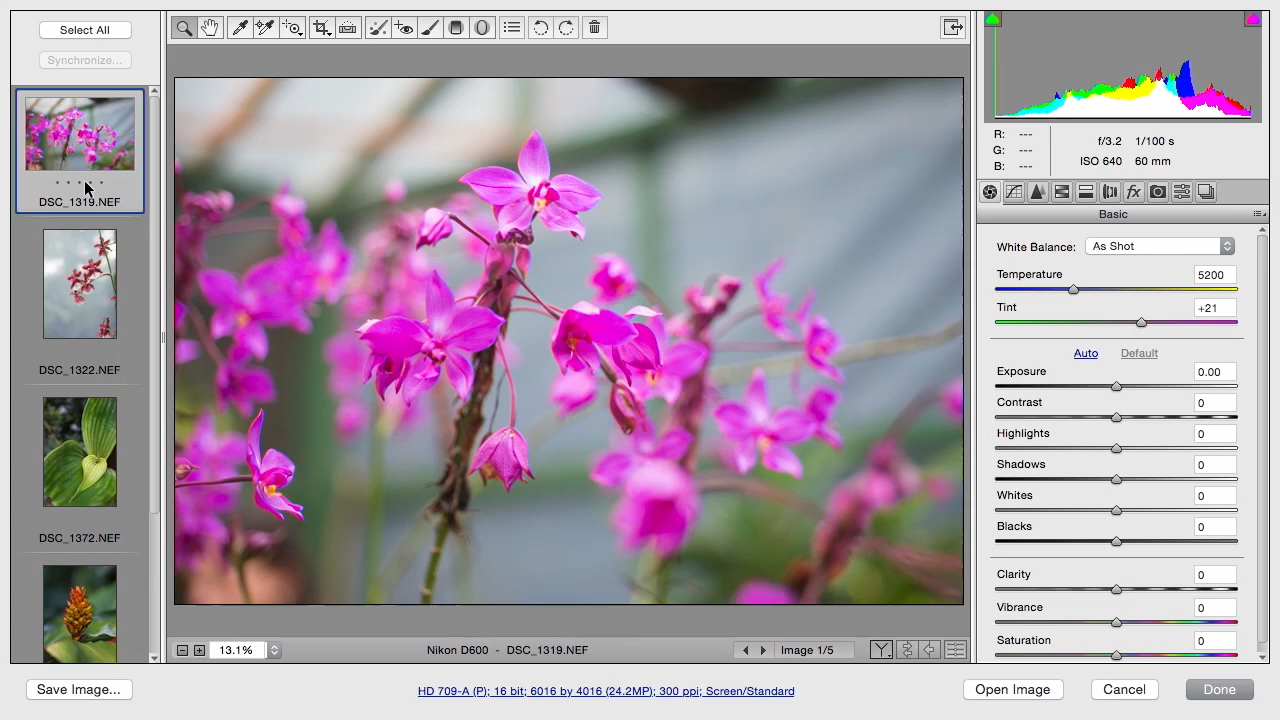 Select All
Synchronize...
DSC_1319.NEF
DSC_1322.NEF
DSC_1372.NEF
R: ---
G: ---
B: ---
f/3.2 1/100 s
ISO 640 60 mm
fx
Basic
White Balance: As Shot
Temperature 5200
Tint +21
Auto Default
Exposure 0.00
Contrast 0
Highlights 0
Shadows 0
Whites 0
Blacks 0
Clarity 0
Vibrance 0
Saturation 0
13.1%
Nikon D600 - DSC_1319.NEF
Image 1/5
Y
Save Image...
HD 709-A (P); 16 bit; 6016 by 4016 (24.2MP); 300 ppi; Screen/Standard
Open Image
Cancel
Done